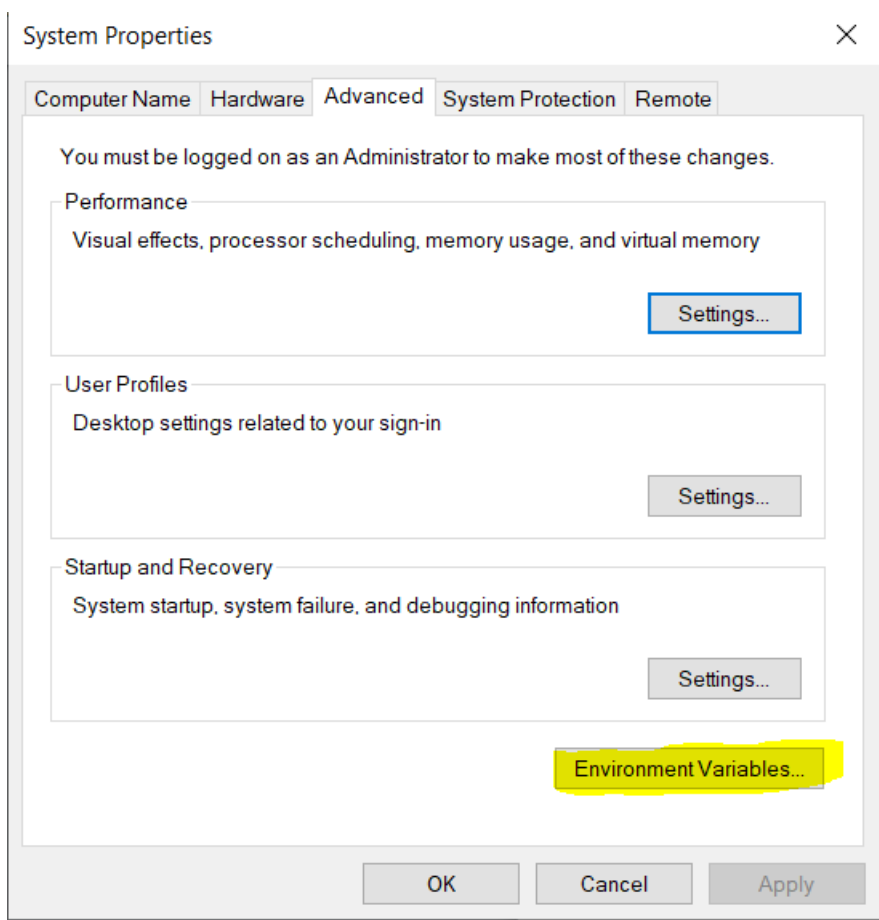 System Properties
Computer Name Hardware Advanced System Protection Remote
You must be logged on as an Administrator to make most of these changes.
Performance
Visual effects, processor scheduling, memory usage, and virtual memory
Settings...
User Profiles
Desktop settings related to your sign-in
Settings...
Startup and Recovery
System startup, system failure, and debugging information
Settings...
Environment Variables...
OK Cancel Apply